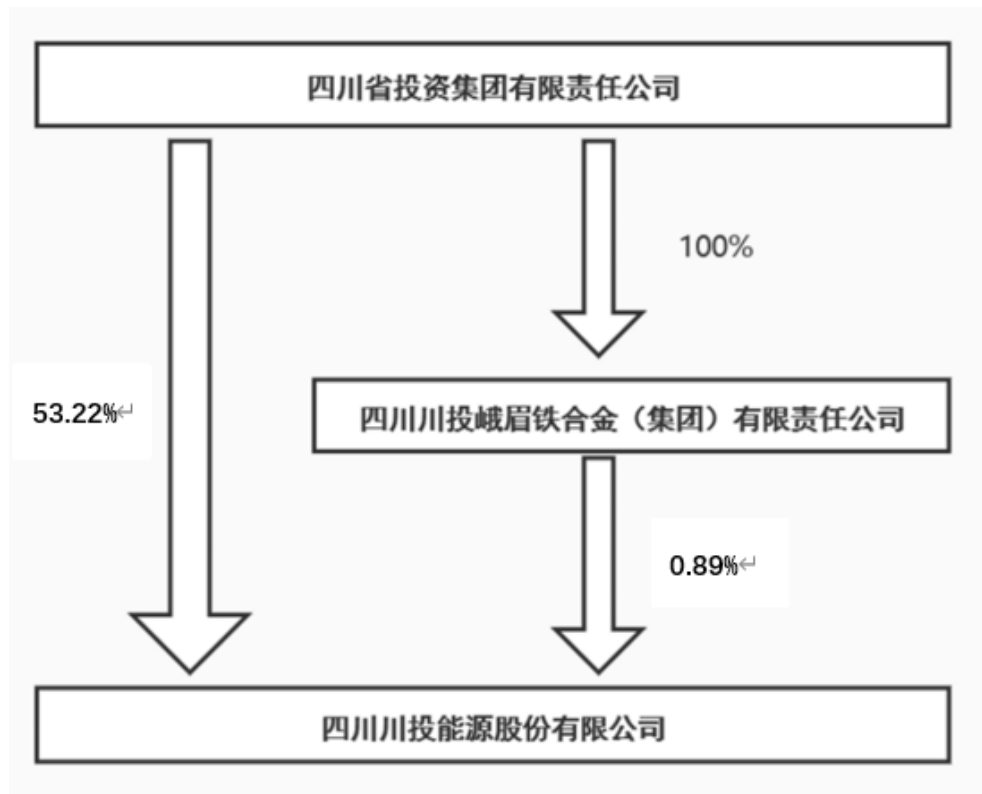 四川省投资集团有限责任公司
100%
53.22%↵
四川川投峨眉铁合金（集团）有限责任公司
0.89%↵
四川川投能源股份有限公司